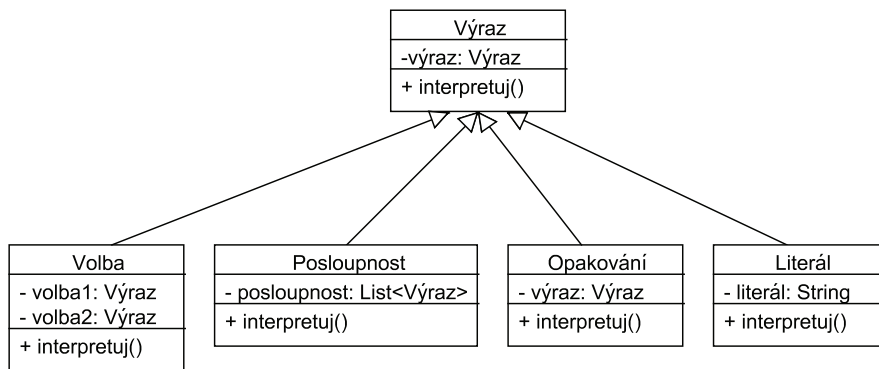 Výraz
-výraz: Výraz
+ interpretuj()
Volba
- volba1: Výraz
- volba2: Výraz
+ interpretuj()
Posloupnost
- posloupnost: List<Výraz>
+ interpretuj()
Opakování
- výraz: Výraz
+ interpretuj()
Literál
- literál: String
+ interpretuj()